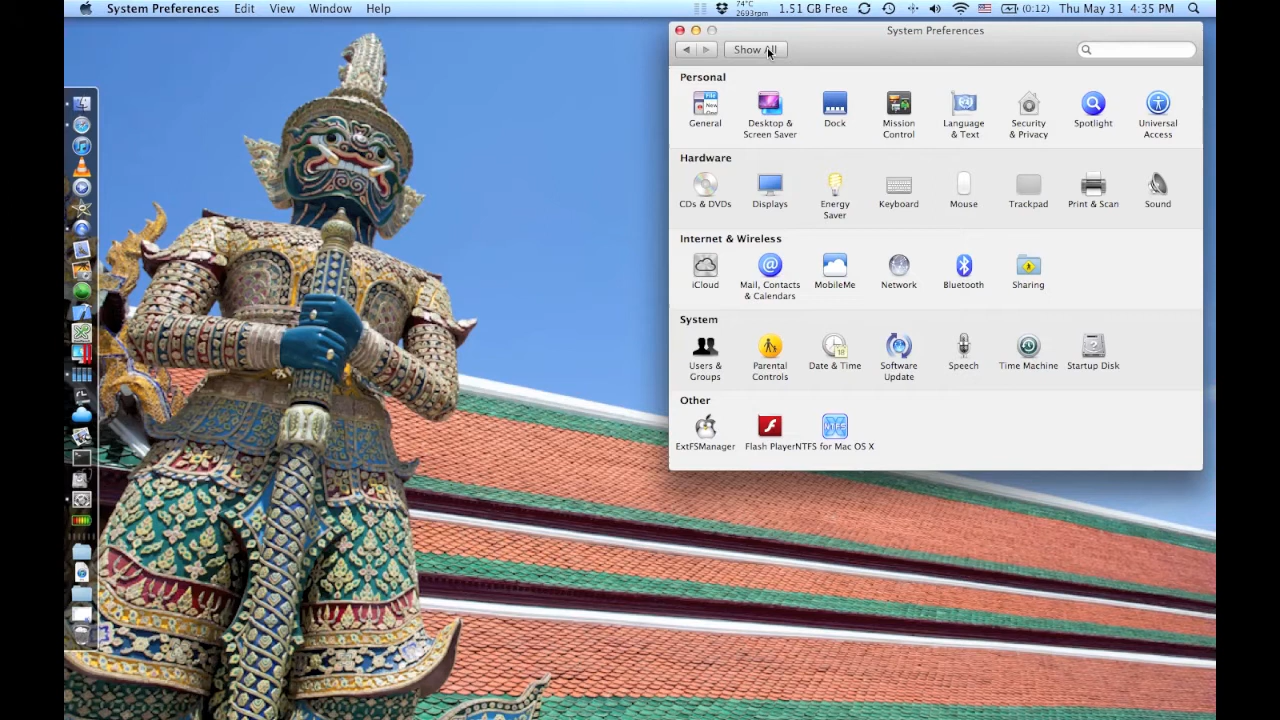 System Preferences Edit View Window Help 74°C 2693rpm 1.51 GB Free (0:12) Thu May 31 4:35 PM
System Preferences
Show All
Personal
General
Desktop &
Screen Saver
Dock
Mission
Control
Language
& Text
Security
& Privacy
Spotlight
Universal
Access
Hardware
CDs & DVDs
Displays
Energy
Saver
Keyboard
Mouse
Trackpad
Print & Scan
Sound
Internet & Wireless
iCloud
Mail, Contacts
& Calendars
MobileMe
Network
Bluetooth
Sharing
System
Users &
Groups
Parental
Controls
Date & Time
Software
Update
Speech
Time Machine
Startup Disk
Other
ExtFSManager
Flash Player
NTFS for Mac OS X